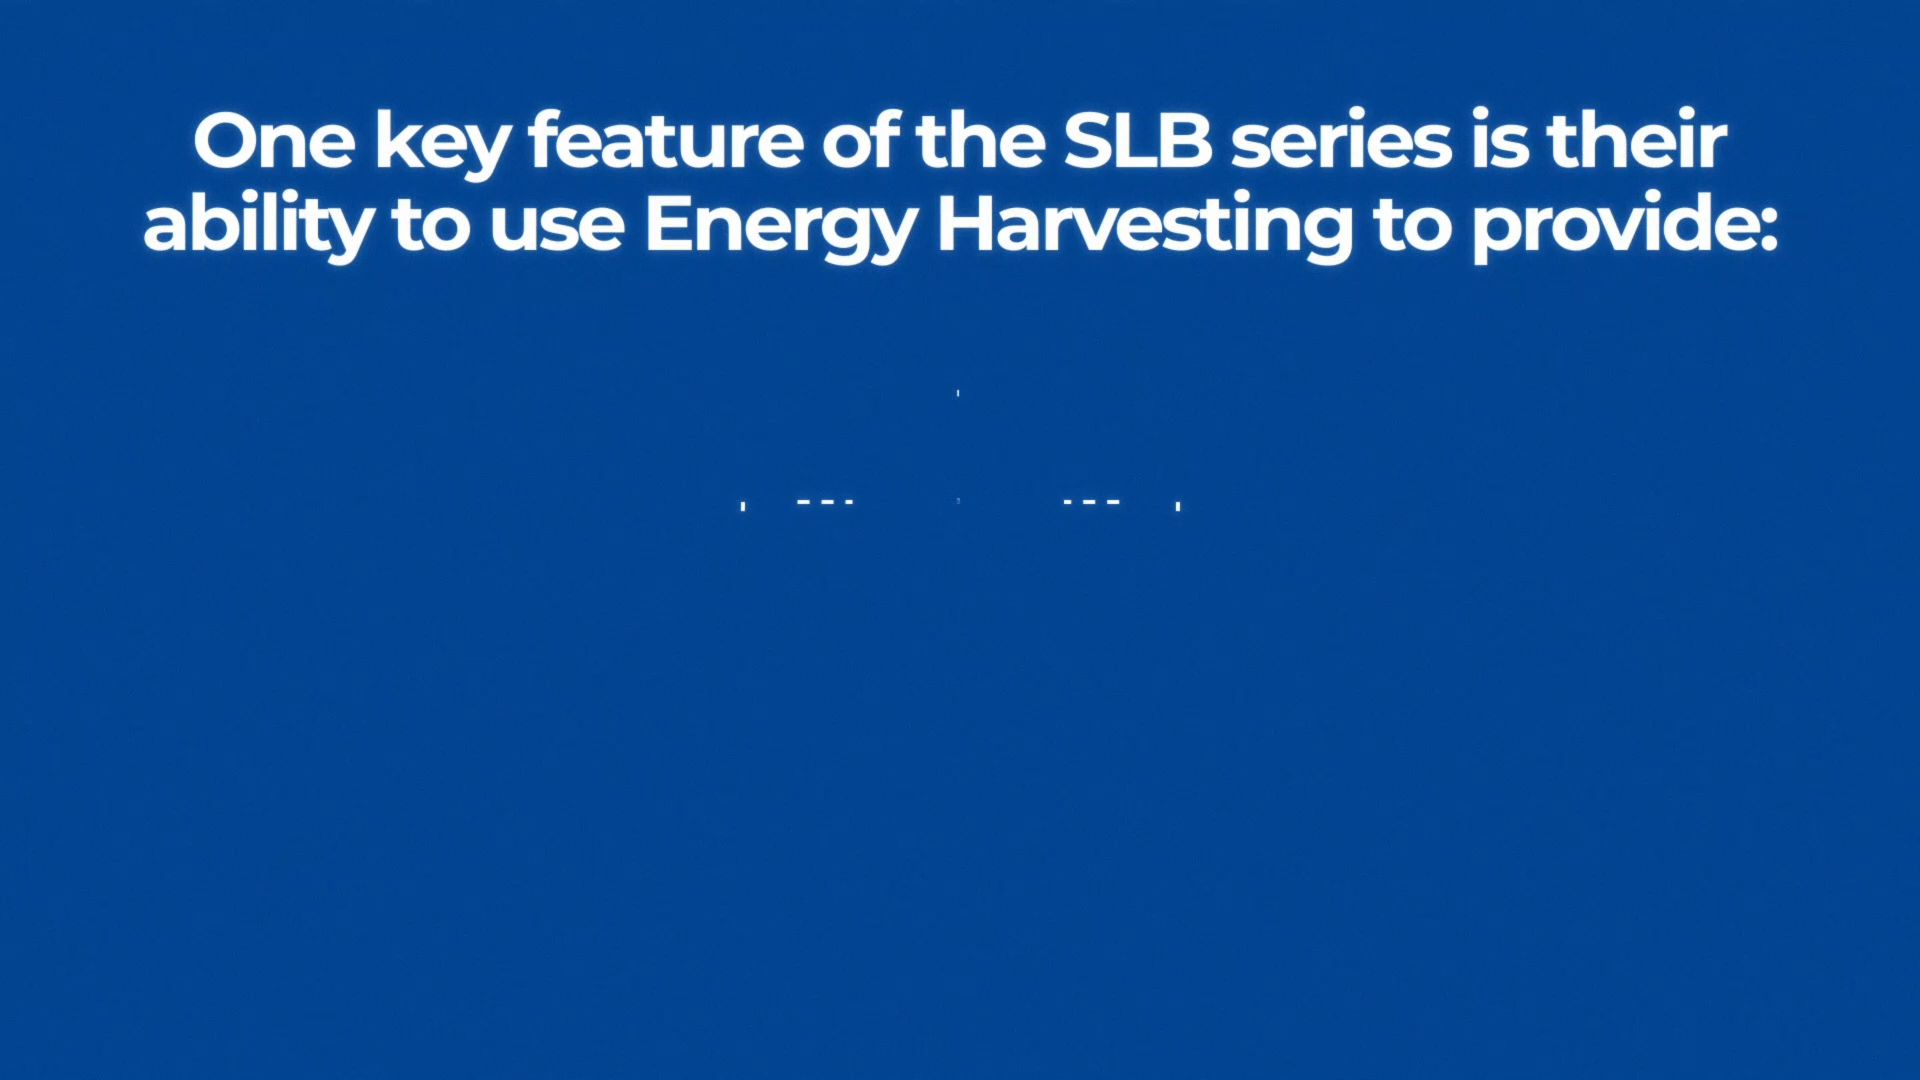 One key feature of the SLB series is their
ability to use Energy Harvesting to provide: